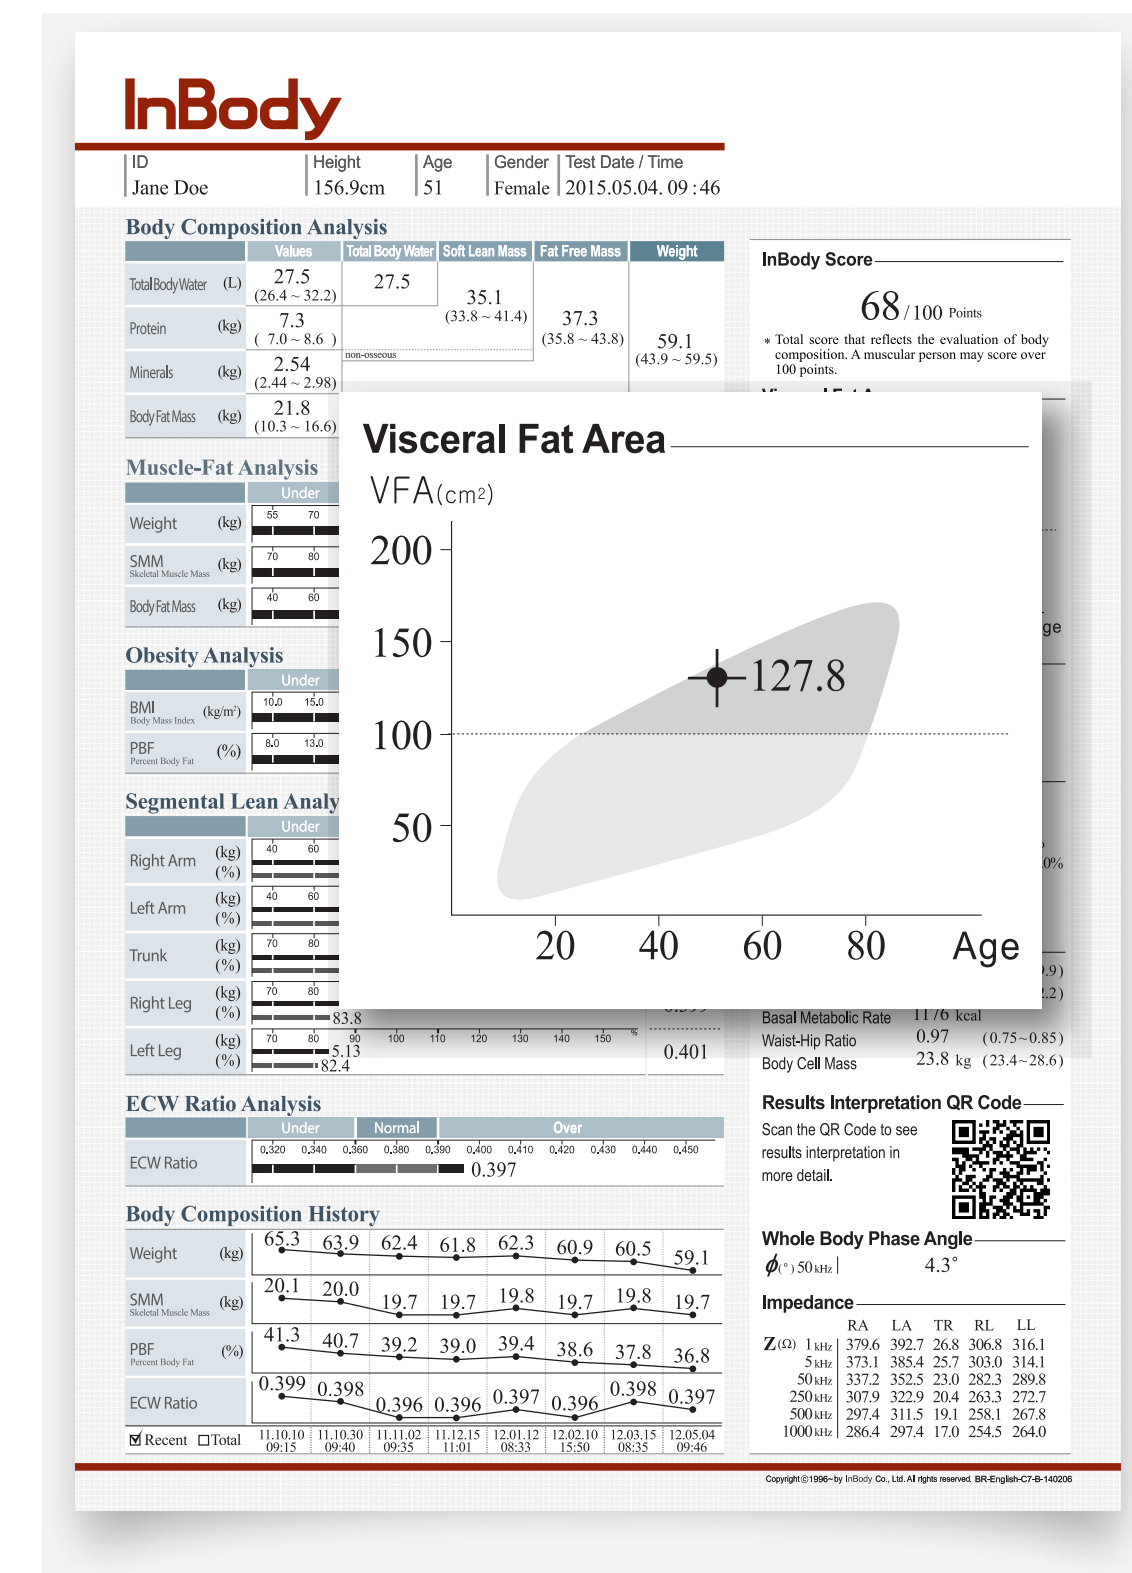 InBody
ID Height Age Gender Test Date / Time
Jane Doe 156.9cm 51 Female 2015.05.04. 09 : 46
Body Composition Analysis
Values Total Body Water Soft Lean Mass Fat Free Mass Weight
Total Body Water (L) 27.5 (26.4 ~ 32.2) 27.5 35.1 (33.8 ~ 41.4) 37.3 (35.8 ~ 43.8) 59.1 (43.9 ~ 59.5)
Protein (kg) 7.3 ( 7.0 ~ 8.6 )
non-osseous
Minerals (kg) 2.54 (2.44 ~ 2.98)
Body Fat Mass (kg) 21.8 (10.3 ~ 16.6)
Muscle-Fat Analysis
Under
Weight (kg) 55 70
SMM (kg) 70 80
Skeletal Muscle Mass
Body Fat Mass (kg) 40 60
Obesity Analysis
Under
BMI (kg/m²) 10.0 15.0
Body Mass Index
PBF (%) 8.0 13.0
Percent Body Fat
Segmental Lean Analy
Under
Right Arm (kg) (%) 40 60
Left Arm (kg) (%) 40 60
Trunk (kg) (%) 70 80
Right Leg (kg) (%) 70 80
83.8
Left Leg (kg) (%) 70 80 90 100 110 120 130 140 150 %
5.13
82.4
0.401
ECW Ratio Analysis
Under Normal Over
0.320 0.340 0.360 0.380 0.390 0.400 0.410 0.420 0.430 0.440 0.450
ECW Ratio 0.397
Body Composition History
Weight (kg) 65.3 63.9 62.4 61.8 62.3 60.9 60.5 59.1
SMM (kg) 20.1 20.0 19.7 19.7 19.8 19.7 19.8 19.7
Skeletal Muscle Mass
PBF (%) 41.3 40.7 39.2 39.0 39.4 38.6 37.8 36.8
Percent Body Fat
ECW Ratio 0.399 0.398 0.396 0.396 0.397 0.396 0.398 0.397
Recent Total 11.10.10 11.10.30 11.11.02 11.12.15 12.01.12 12.02.10 12.03.15 12.05.04
09:15 09:40 09:35 11:01 08:33 15:50 08:35 09:46
InBody Score
68 /100 Points
* Total score that reflects the evaluation of body
composition. A muscular person may score over
100 points.
Visceral Fat Area
VFA(cm²)
200
150
127.8
100
50
20 40 60 80 Age
Basal Metabolic Rate 1176 kcal
Waist-Hip Ratio 0.97 (0.75~0.85)
Body Cell Mass 23.8 kg (23.4~28.6)
Results Interpretation QR Code
Scan the QR Code to see
results interpretation in
more detail.
Whole Body Phase Angle
ϕ(°) 50 kHz | 4.3°
Impedance
RA LA TR RL LL
Z(Ω) 1 kHz 379.6 392.7 26.8 306.8 316.1
5 kHz 373.1 385.4 25.7 303.0 314.1
50 kHz 337.2 352.5 23.0 282.3 289.8
250 kHz 307.9 322.9 20.4 263.3 272.7
500 kHz 297.4 311.5 19.1 258.1 267.8
1000 kHz 286.4 297.4 17.0 254.5 264.0
Copyright©1996~by InBody Co., Ltd. All rights reserved. BR-English-C7-B-140206